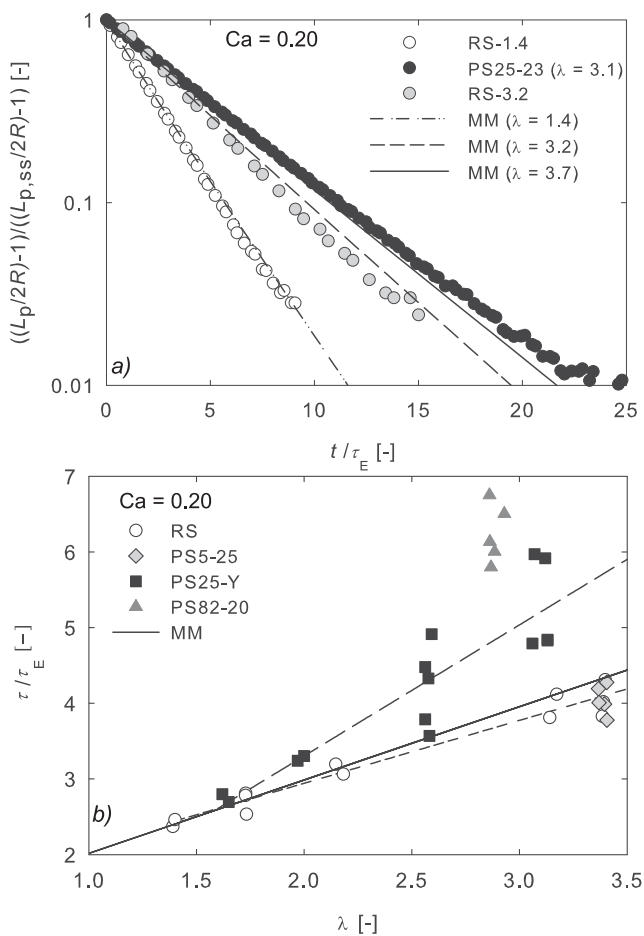 Ca = 0.20
RS-1.4
PS25-23 (λ = 3.1)
RS-3.2
MM (λ = 1.4)
MM (λ = 3.2)
MM (λ = 3.7)
((Lp/2R)-1)/((Lp,ss/2R)-1) [-]
1
0.1
0.01
a)
0 5 10 15 20 25
t/τE [-]
7
Ca = 0.20
RS
PS5-25
PS25-Y
PS82-20
MM
6
5
τ/τE [-]
4
3
b)
2
1.0 1.5 2.0 2.5 3.0 3.5
λ [-]